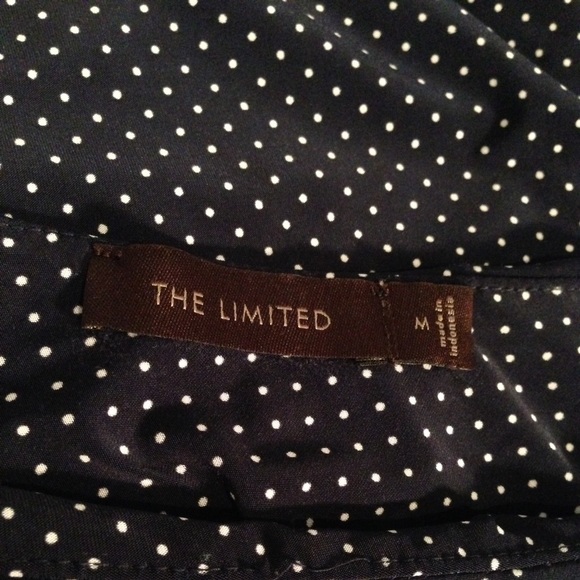 THE LIMITED
M
made in
indonesia